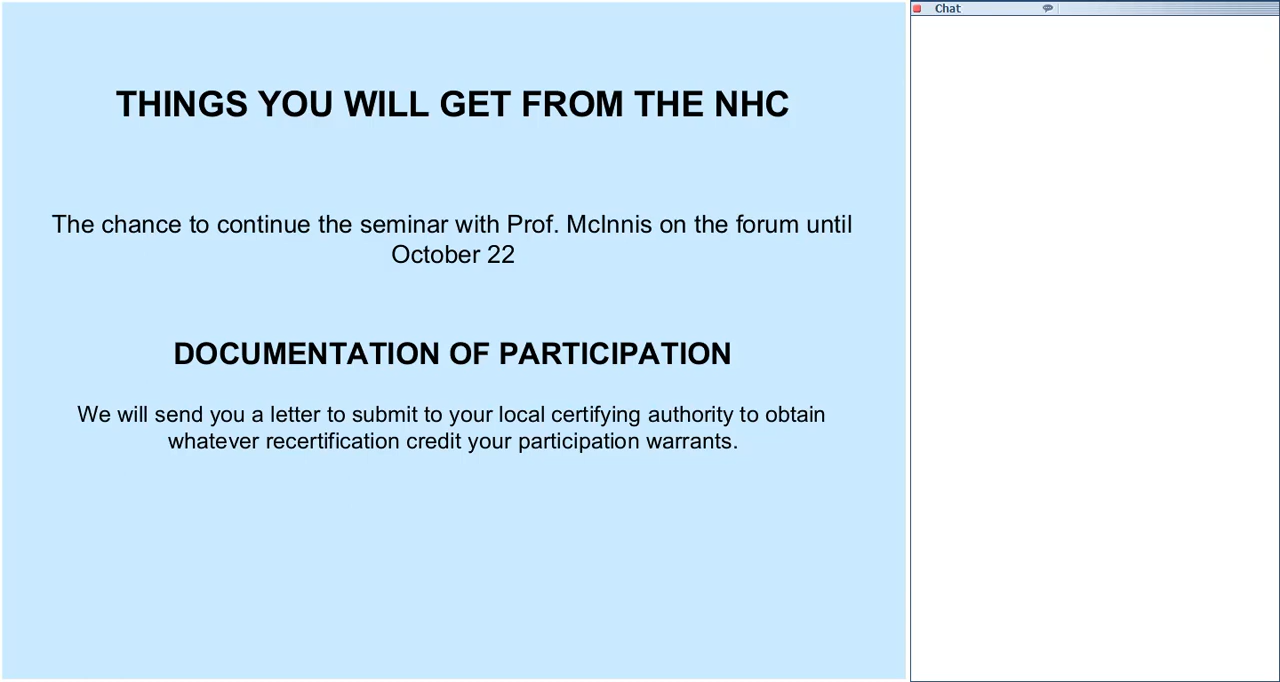 Chat
THINGS YOU WILL GET FROM THE NHC
The chance to continue the seminar with Prof. McInnis on the forum until
October 22
DOCUMENTATION OF PARTICIPATION
We will send you a letter to submit to your local certifying authority to obtain
whatever recertification credit your participation warrants.